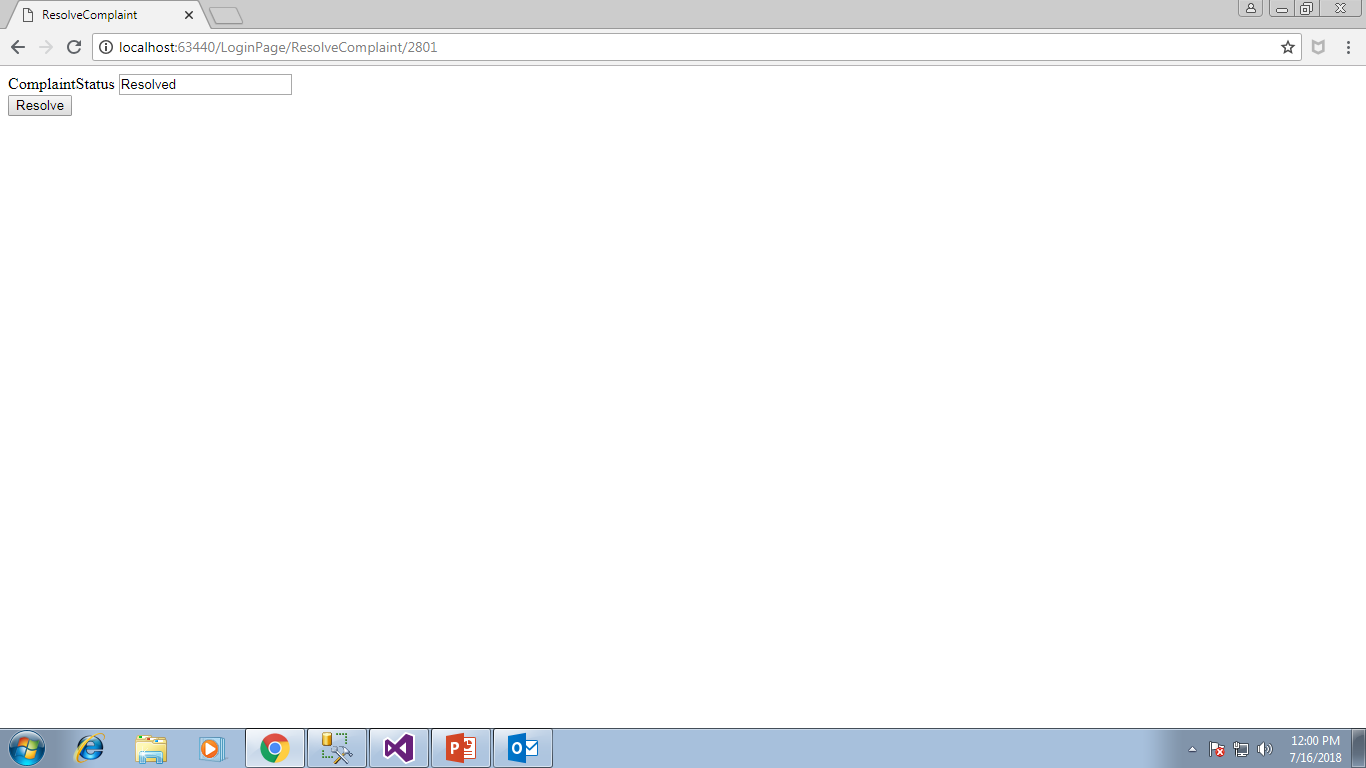 ResolveComplaint
localhost:63440/LoginPage/ResolveComplaint/2801
ComplaintStatus Resolved
Resolve
12:00 PM
7/16/2018